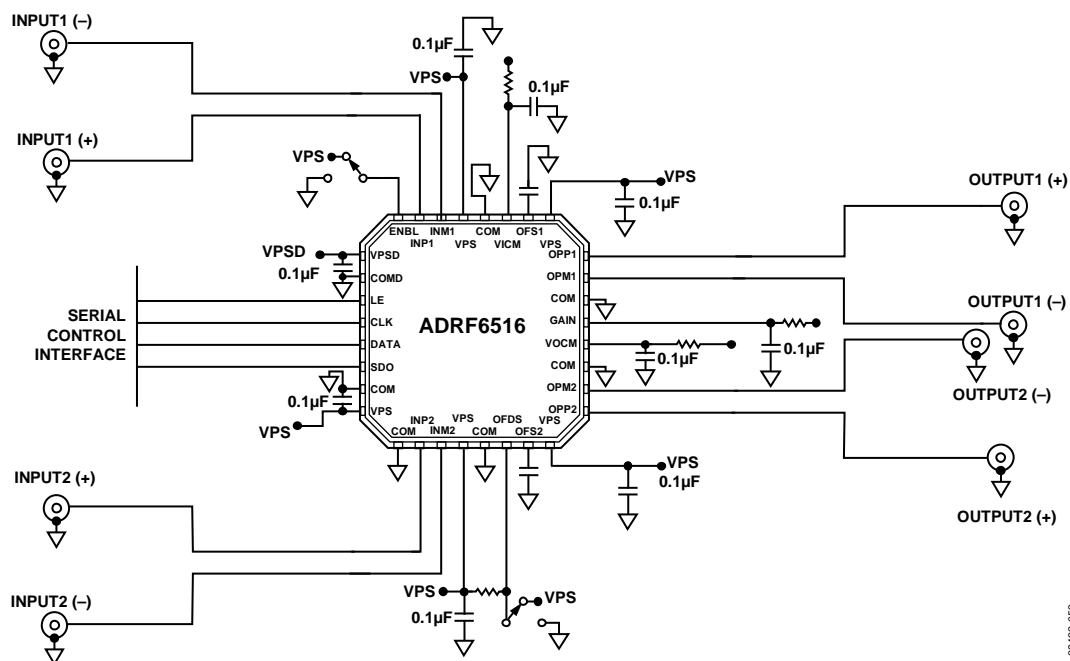 INPUT1 (–)
INPUT1 (+)
0.1µF
VPS
0.1µF
VPS
VPS
0.1µF
OUTPUT1 (+)
ENBL
INP1
INM1
VPS
COM
VICM
OFS1
VPS
VPSD
0.1µF
VPSD
COMD
LE
CLK
DATA
SDO
COM
VPS
SERIAL
CONTROL
INTERFACE
ADRF6516
OPP1
OPM1
COM
GAIN
VOCM
COM
OPM2
OPP2
0.1µF
0.1µF
OUTPUT1 (–)
OUTPUT2 (–)
0.1µF
VPS
COM
INP2
INM2
VPS
COM
OFDS
OFS2
VPS
VPS
0.1µF
OUTPUT2 (+)
INPUT2 (+)
INPUT2 (–)
VPS
0.1µF
VPS